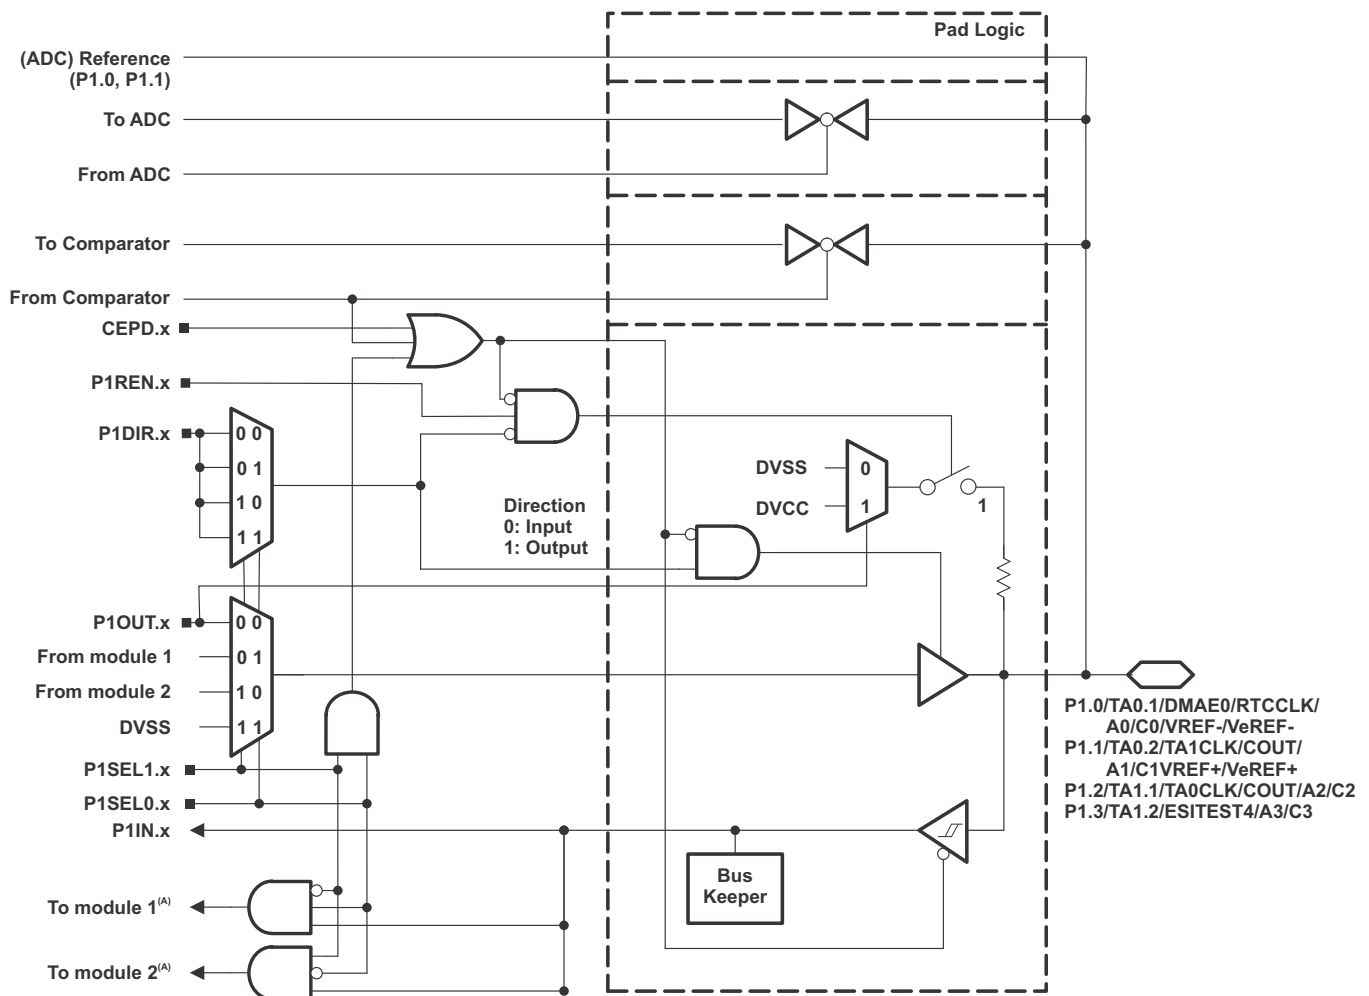 Pad Logic
(ADC) Reference
(P1.0, P1.1)
To ADC
From ADC
To Comparator
From Comparator
CEPD.x
P1REN.x
P1DIR.x
0 0
0 1
1 0
1 1
Direction
0: Input
1: Output
DVSS
0
DVCC
1
1
P1OUT.x
0 0
From module 1
0 1
From module 2
1 0
DVSS
1 1
P1SEL1.x
P1SEL0.x
P1IN.x
Bus
Keeper
To module 1(A)
To module 2(A)
P1.0/TA0.1/DMAE0/RTCCLK/
A0/C0/VREF-/VeREF-
P1.1/TA0.2/TA1CLK/COUT/
A1/C1VREF+/VeREF+
P1.2/TA1.1/TA0CLK/COUT/A2/C2
P1.3/TA1.2/ESITEST4/A3/C3